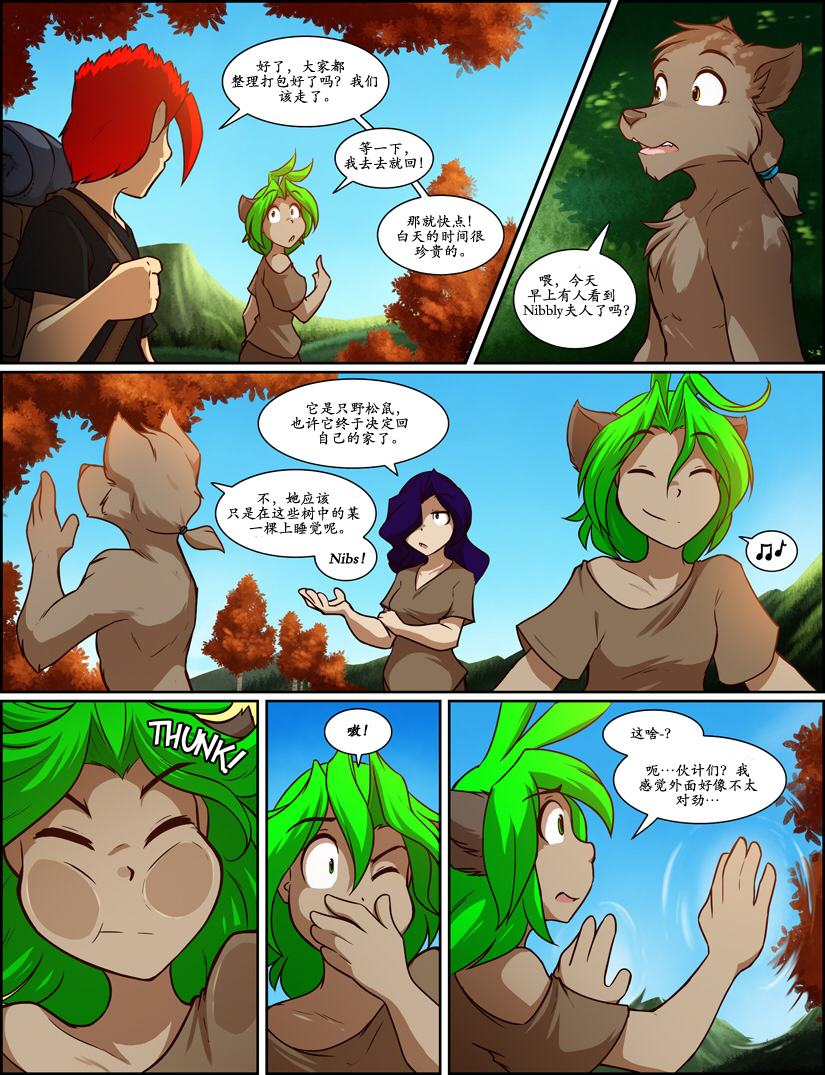 好了，大家都
整理打包好了吗？我们
该走了。
等一下，
我去去就回！
那就快点！
白天的时间很
珍贵的。
喂，今天
早上有人看到
Nibbly夫人了吗？
它是只野松鼠，
也许它终于决定回
自己的家了。
不，她应该
只是在这些树中的某
一棵上睡觉呢。
Nibs！
THUNK!
嗷！
这啥-？
呃…伙计们？我
感觉外面好像不太
对劲…